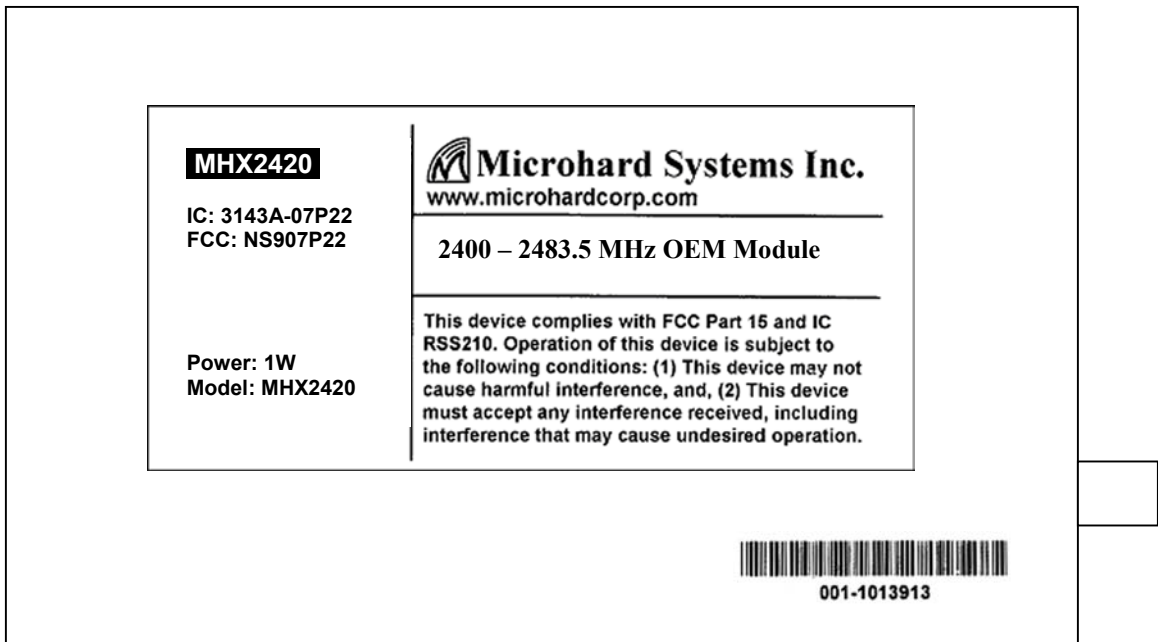 MHX2420
IC: 3143A-07P22
FCC: NS907P22
Power: 1W
Model: MHX2420
Microhard Systems Inc.
www.microhardcorp.com
2400 – 2483.5 MHz OEM Module
This device complies with FCC Part 15 and IC
RSS210. Operation of this device is subject to
the following conditions: (1) This device may not
cause harmful interference, and, (2) This device
must accept any interference received, including
interference that may cause undesired operation.
001-1013913